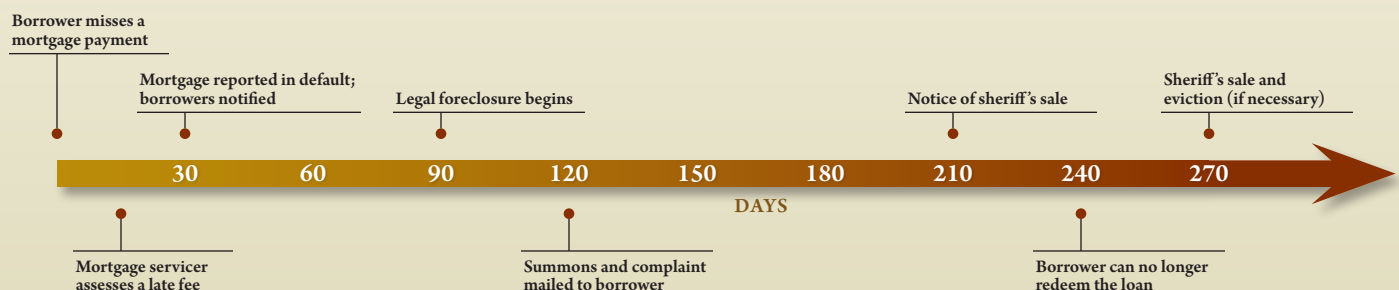 Borrower misses a
mortgage payment
Mortgage reported in default;
borrowers notified
Legal foreclosure begins
Notice of sheriff's sale
Sheriff's sale and
eviction (if necessary)
30 60 90 120 150 180 210 240 270
DAYS
Mortgage servicer
assesses a late fee
Summons and complaint
mailed to borrower
Borrower can no longer
redeem the loan